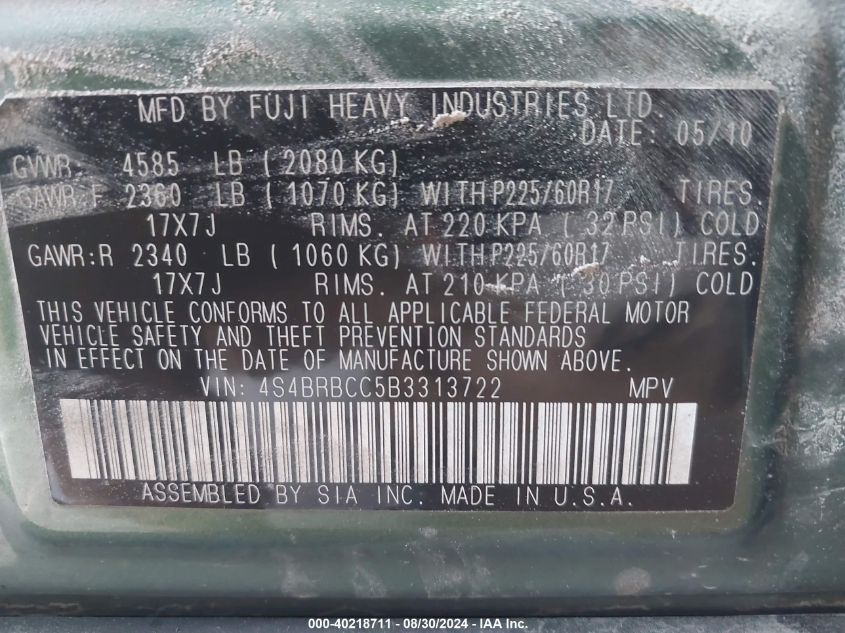 MFD BY FUJI HEAVY INDUSTRIES LTD.
DATE: 05/10
GVWR: 4585 LB ( 2080 KG)
GAWR: F 2360 LB ( 1070 KG) WITH P225/60R17 TIRES.
17X7J RIMS. AT 220 KPA ( 32 PSI) COLD
GAWR: R 2340 LB ( 1060 KG) WITH P225/60R17 TIRES.
17X7J RIMS. AT 210 KPA ( 30 PSI) COLD
THIS VEHICLE CONFORMS TO ALL APPLICABLE FEDERAL MOTOR
VEHICLE SAFETY AND THEFT PREVENTION STANDARDS
IN EFFECT ON THE DATE OF MANUFACTURE SHOWN ABOVE.
VIN: 4S4BRBCC5B3313722 MPV
ASSEMBLED BY SIA INC. MADE IN U.S.A.
000-40218711 - 08/30/2024 - IAA Inc.